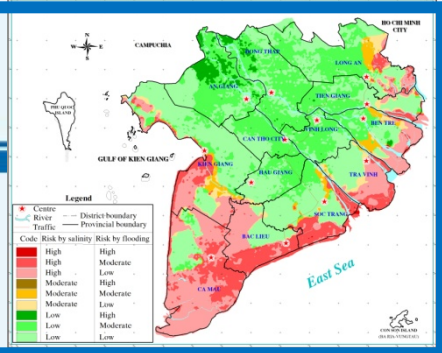 HO CHI MINH
CITY
N
W
E
S
CAMPUCHIA
DONG THAP
LONG AN
AN GIANG
TIEN GIANG
PHU QUOC
ISLAND
BEN TRE
VINH LONG
CAN THO CITY
GULF OF KIEN GIANG
KIEN GIANG
HAU GIANG
TRA VINH
SOC TRANG
BAC LIEU
CA MAU
East Sea
Legend
Centre
River
Traffic
District boundary
Provincial boundary
Code Risk by salinity Risk by flooding
High High
High Moderate
High Low
Moderate High
Moderate Moderate
Moderate Low
Low High
Low Moderate
Low Low
CON SON ISLAND
(BA RIA-VUNG TAU)